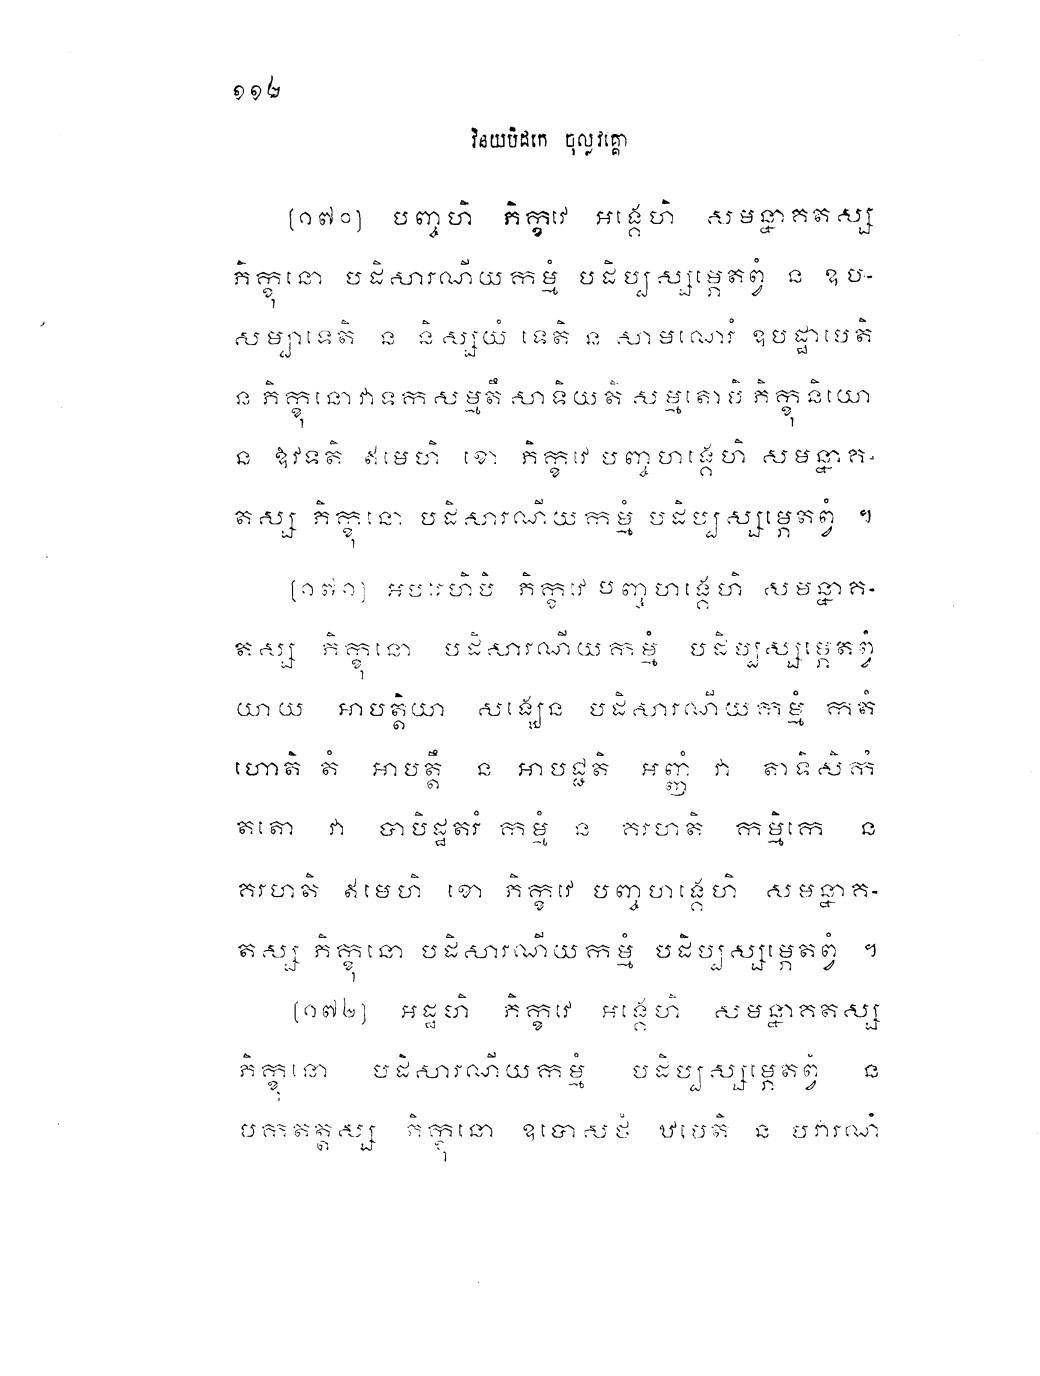 ១១២
វិនយបិដកេ ចុល្លវគ្គោ
[១៧០] បញ្ចហិ ភិក្ខវេ អង្គេហិ សមន្នាគតស្ស
ភិក្ខុនោ បដិសារណីយកម្មំ បដិប្បស្សម្ភេតព្វំ ន ឧប-
សម្បាទេតិ ន និស្សយំ ទេតិ ន សាមណេរំ ឧបដ្ឋាបេតិ
ន ភិក្ខុនោវាទកសម្មតឹ សាទិយតិ សម្មតោបិ ភិក្ខុនិយោ
ន ឱវទតិ ឥមេហិ ខោ ភិក្ខវេ បញ្ចហង្គេហិ សមន្នាគ-
តស្ស ភិក្ខុនោ បដិសារណីយកម្មំ បដិប្បស្សម្ភេតព្វំ ។
[១៧១] អបរេហិបិ ភិក្ខវេ បញ្ចហង្គេហិ សមន្នាគ-
តស្ស ភិក្ខុនោ បដិសារណីយកម្មំ បដិប្បស្សម្ភេតព្វំ
យាយ អាបត្តិយា សង្ឃេន បដិសារណីយកម្មំ កតំ
ហោតិ តំ អាបត្តឹ ន អាបជ្ជតិ អញ្ញំ វា តាទិសិកំ
តតោ វា បាបិដ្ឋតរំ កម្មំ ន គរហតិ កម្មិកេ ន
គរហតិ ឥមេហិ ខោ ភិក្ខវេ បញ្ចហង្គេហិ សមន្នាគ-
តស្ស ភិក្ខុនោ បដិសារណីយកម្មំ បដិប្បស្សម្ភេតព្វំ ។
[១៧២] អដ្ឋហិ ភិក្ខវេ អង្គេហិ សមន្នាគតស្ស
ភិក្ខុនោ បដិសារណីយកម្មំ បដិប្បស្សម្ភេតព្វំ ន
បកតត្តស្ស ភិក្ខុនោ ឧបោសថំ ឋបេតិ ន បវារណំ